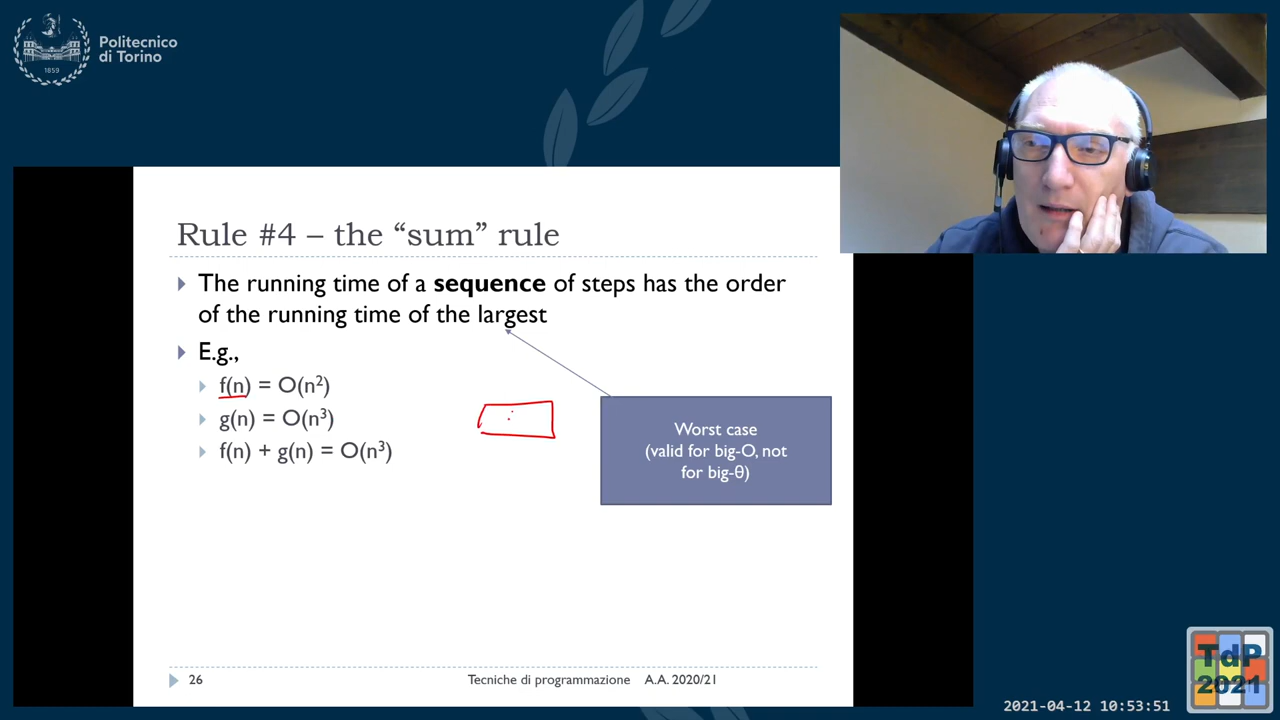 Politecnico
di Torino
1859
Rule #4 – the “sum” rule
The running time of a sequence of steps has the order
of the running time of the largest
E.g.,
f(n) = O(n²)
g(n) = O(n³)
f(n) + g(n) = O(n³)
Worst case
(valid for big-O, not
for big-θ)
26
Tecniche di programmazione A.A. 2020/21
TdP
2021
2021-04-12 10:53:51